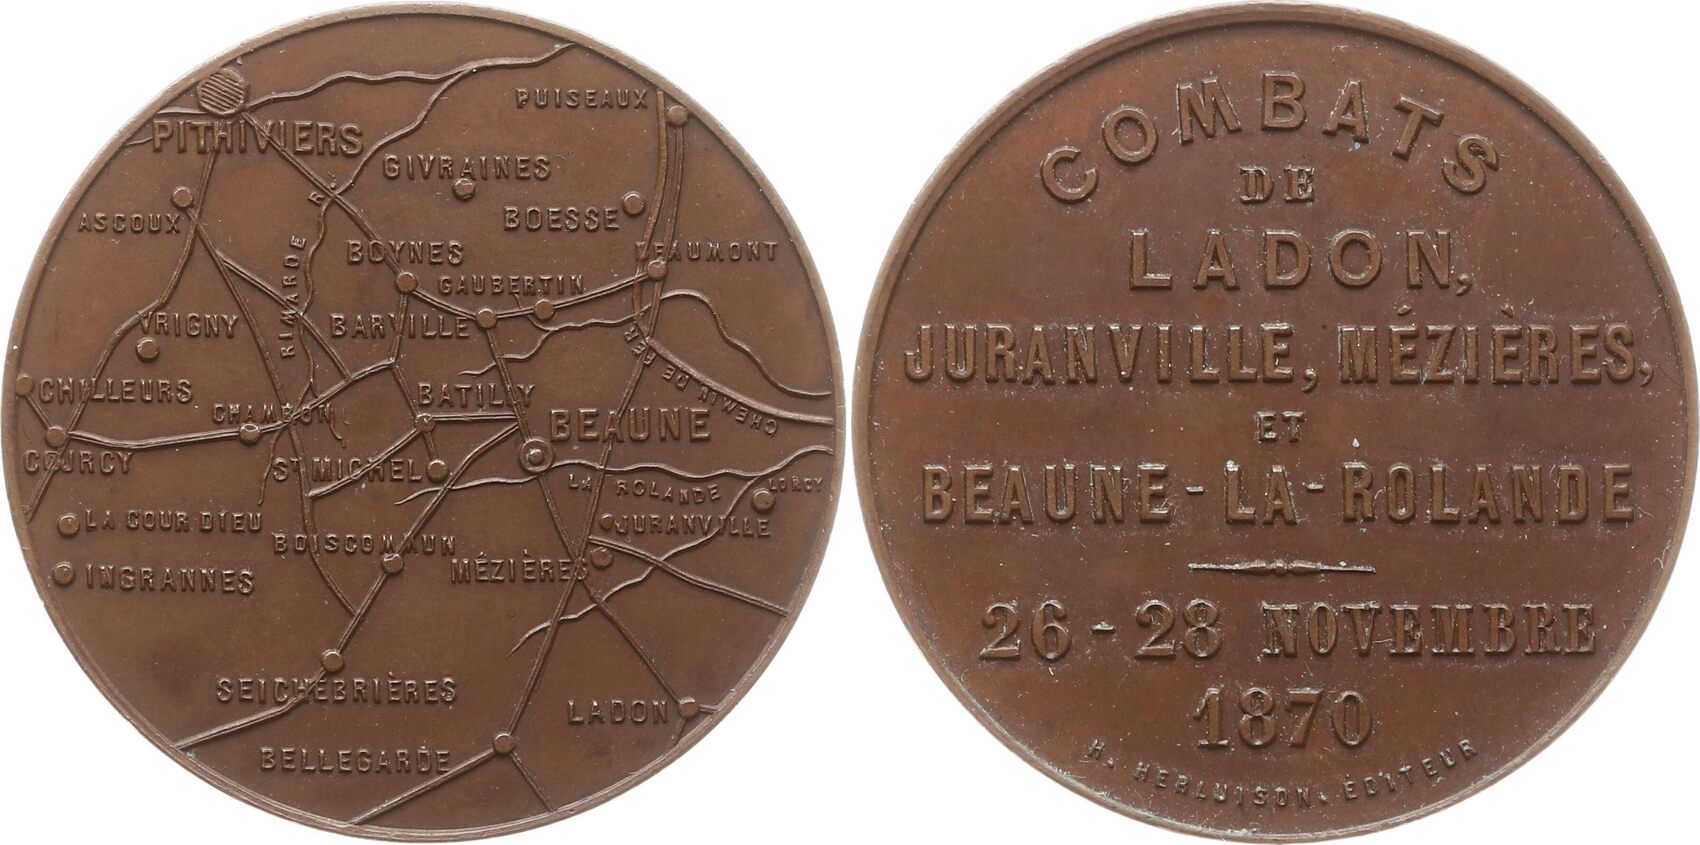 PUISEAUX
PITHIVIERS
GIVRAINES
ASCOUX
BOESSE
RIMARDE R.
BOYNES
BEAUMONT
GAUBERTIN
VRIGNY
BARVILLE
CHEMIN DE FER
CHILLEURS
BATILLY
CHAMBON
BEAUNE
COURCY
ST MICHEL
LA ROLANDE
LORCY
LA COUR DIEU
JURANVILLE
BOISCOMMUN
MÉZIÈRES
INGRANNES
SEICHEBRIÈRES
LADON
BELLEGARDE
COMBATS
DE
LADON,
JURANVILLE, MÉZIÈRES,
ET
BEAUNE-LA-ROLANDE
26-28 NOVEMBRE
1870
H. HERLUISON. ÉDITEUR